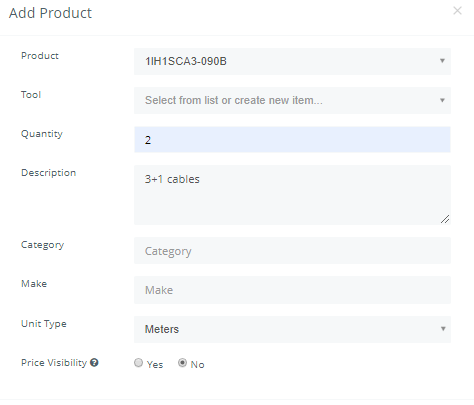 Add Product
Product 1IH1SCA3-090B
Tool Select from list or create new item...
Quantity 2
Description 3+1 cables
Category Category
Make Make
Unit Type Meters
Price Visibility Yes No